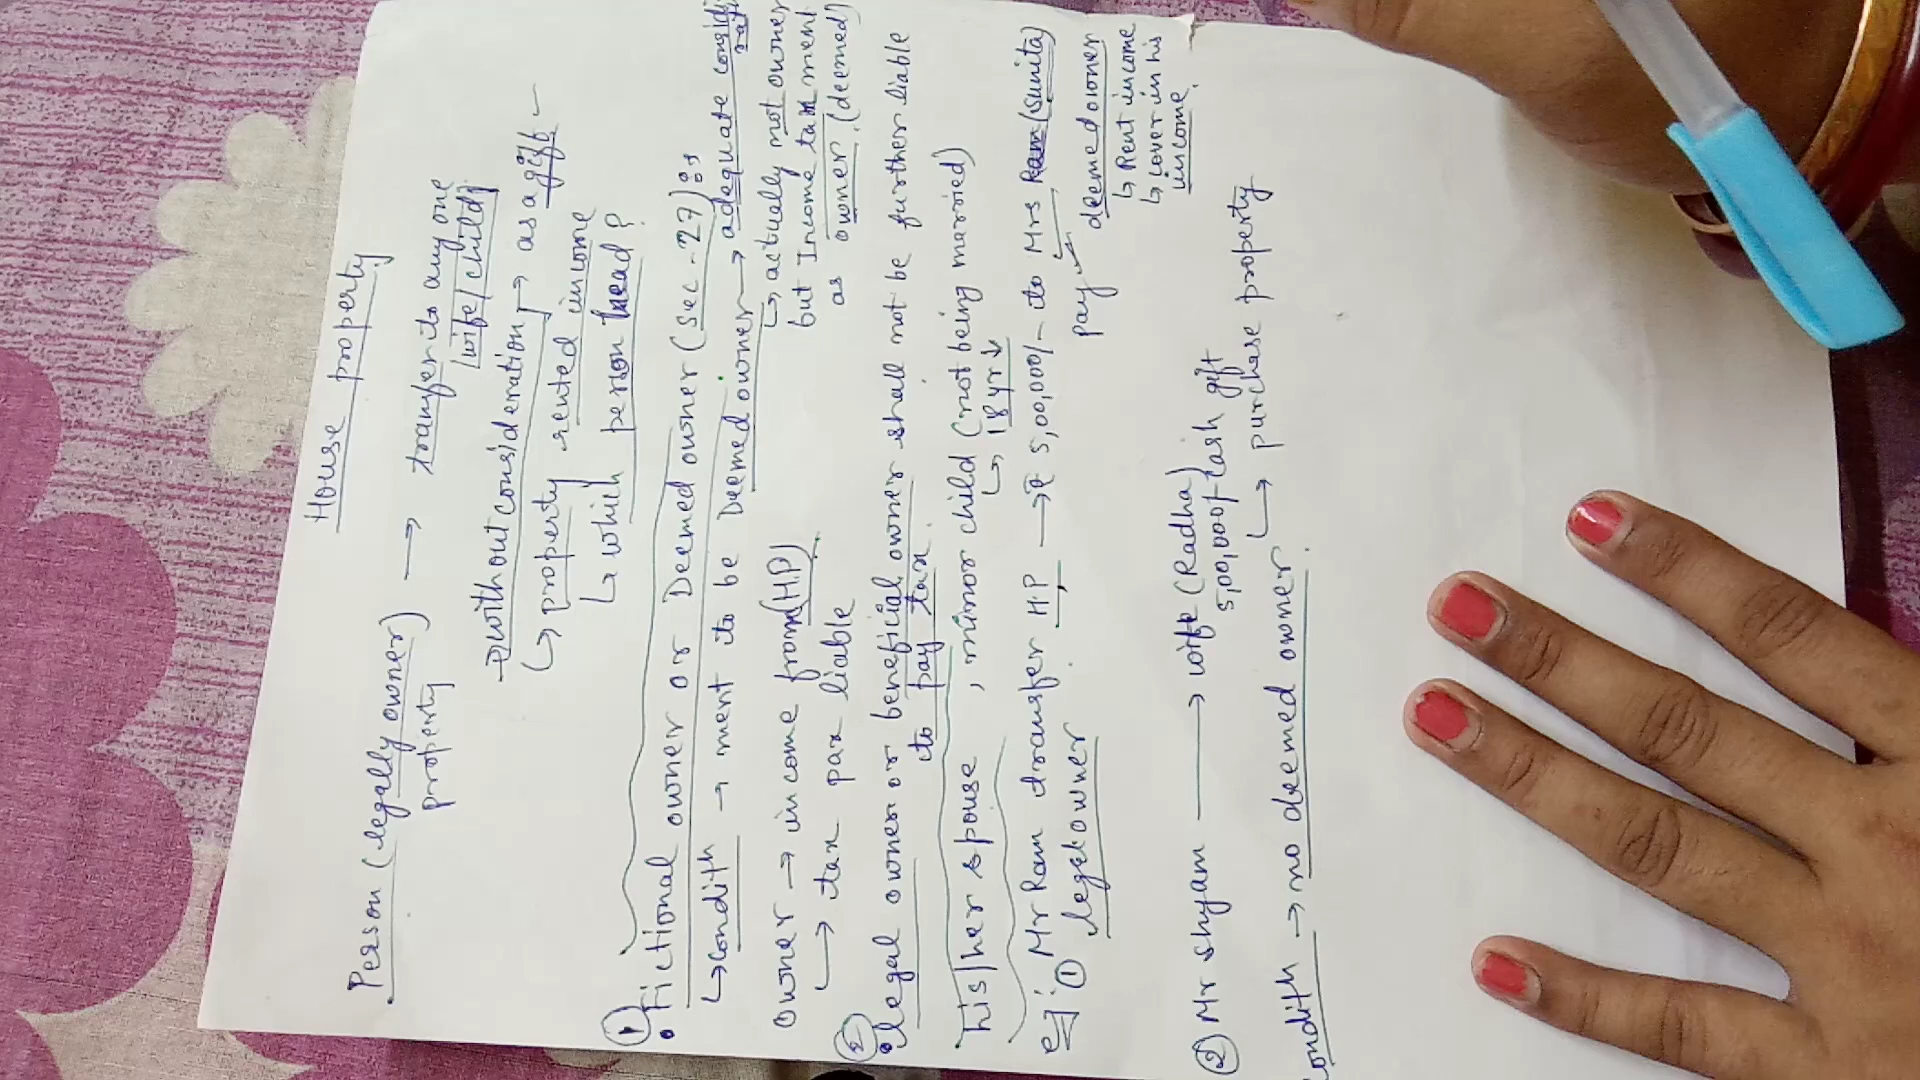 House property
Person (legally owner) → transfer to any one
property (wife/child)
without consideration → as a gift
↳ property rented income
↳ which person head?
① Fictional owner or Deemed owner (Sec-27):
↳ condith → ment to be Deemed owner → adequate
↳ actually not owner
but Income tax ment
as owner. (deemed)
owner → income from (H.P)
↳ tax pax liable
② legal owner or beneficial owner shall not be further liable
to pay tax.
his/her spouse , minor child (not being married)
↳ 18yr↓
eg ① Mr Ram transfer H.P → ₹ 5,00,000/- to Mrs Ram (Sunita)
legal owner pay deemed owner
↳ Rent income
↳ cover in his
income.
② Mr Shyam → wife (Radha)
5,00,000/- cash gift
↳ purchase property
condith → no deemed owner.